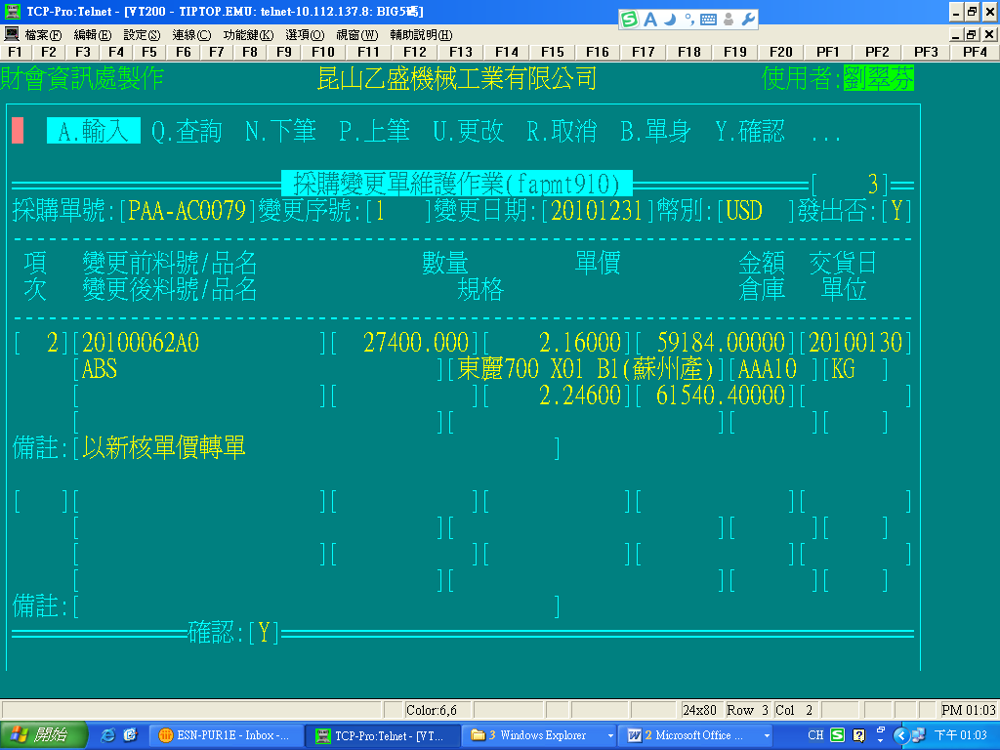 TCP-Pro:Telnet - [VT200 - TIPTOP.EMU: telnet-10.112.137.8: BIG5碼]
檔案(F) 編輯(E) 設定(S) 連線(C) 功能鍵(K) 選項(O) 視窗(W) 輔助說明(H)
F1 F2 F3 F4 F5 F6 F7 F8 F9 F10 F11 F12 F13 F14 F15 F16 F17 F18 F19 F20 PF1 PF2 PF3 PF4
財會資訊處製作 昆山乙盛機械工業有限公司 使用者:劉翠芬
A.輸入 Q.查詢 N.下筆 P.上筆 U.更改 R.取消 B.單身 Y.確認 ...
採購變更單維護作業(fapmt910) [ 3]
採購單號:[PAA-AC0079]變更序號:[1 ]變更日期:[20101231]幣別:[USD ]發出否:[Y]
項 變更前料號/品名 數量 單價 金額 交貨日
次 變更後料號/品名 規格 倉庫 單位
[ 2][20100062A0 ][ 27400.000][ 2.16000][ 59184.00000][20100130]
[ABS ][東麗700 X01 B1(蘇州產)][AAA10 ][KG ]
[ ][ ][ 2.24600][ 61540.40000][ ]
[ ][ ][ ][ ]
備註:[以新核單價轉單 ]
[ ][ ][ ][ ][ ][ ]
[ ][ ][ ][ ]
[ ][ ][ ][ ][ ]
[ ][ ][ ][ ]
備註:[ ]
確認:[Y]
Color:6,6 24x80 Row 3 Col 2 PM 01:03
開始 ESN-PUR1E - Inbox -... TCP-Pro:Telnet - [VT... 3 Windows Explorer 2 Microsoft Office ... CH 下午 01:03